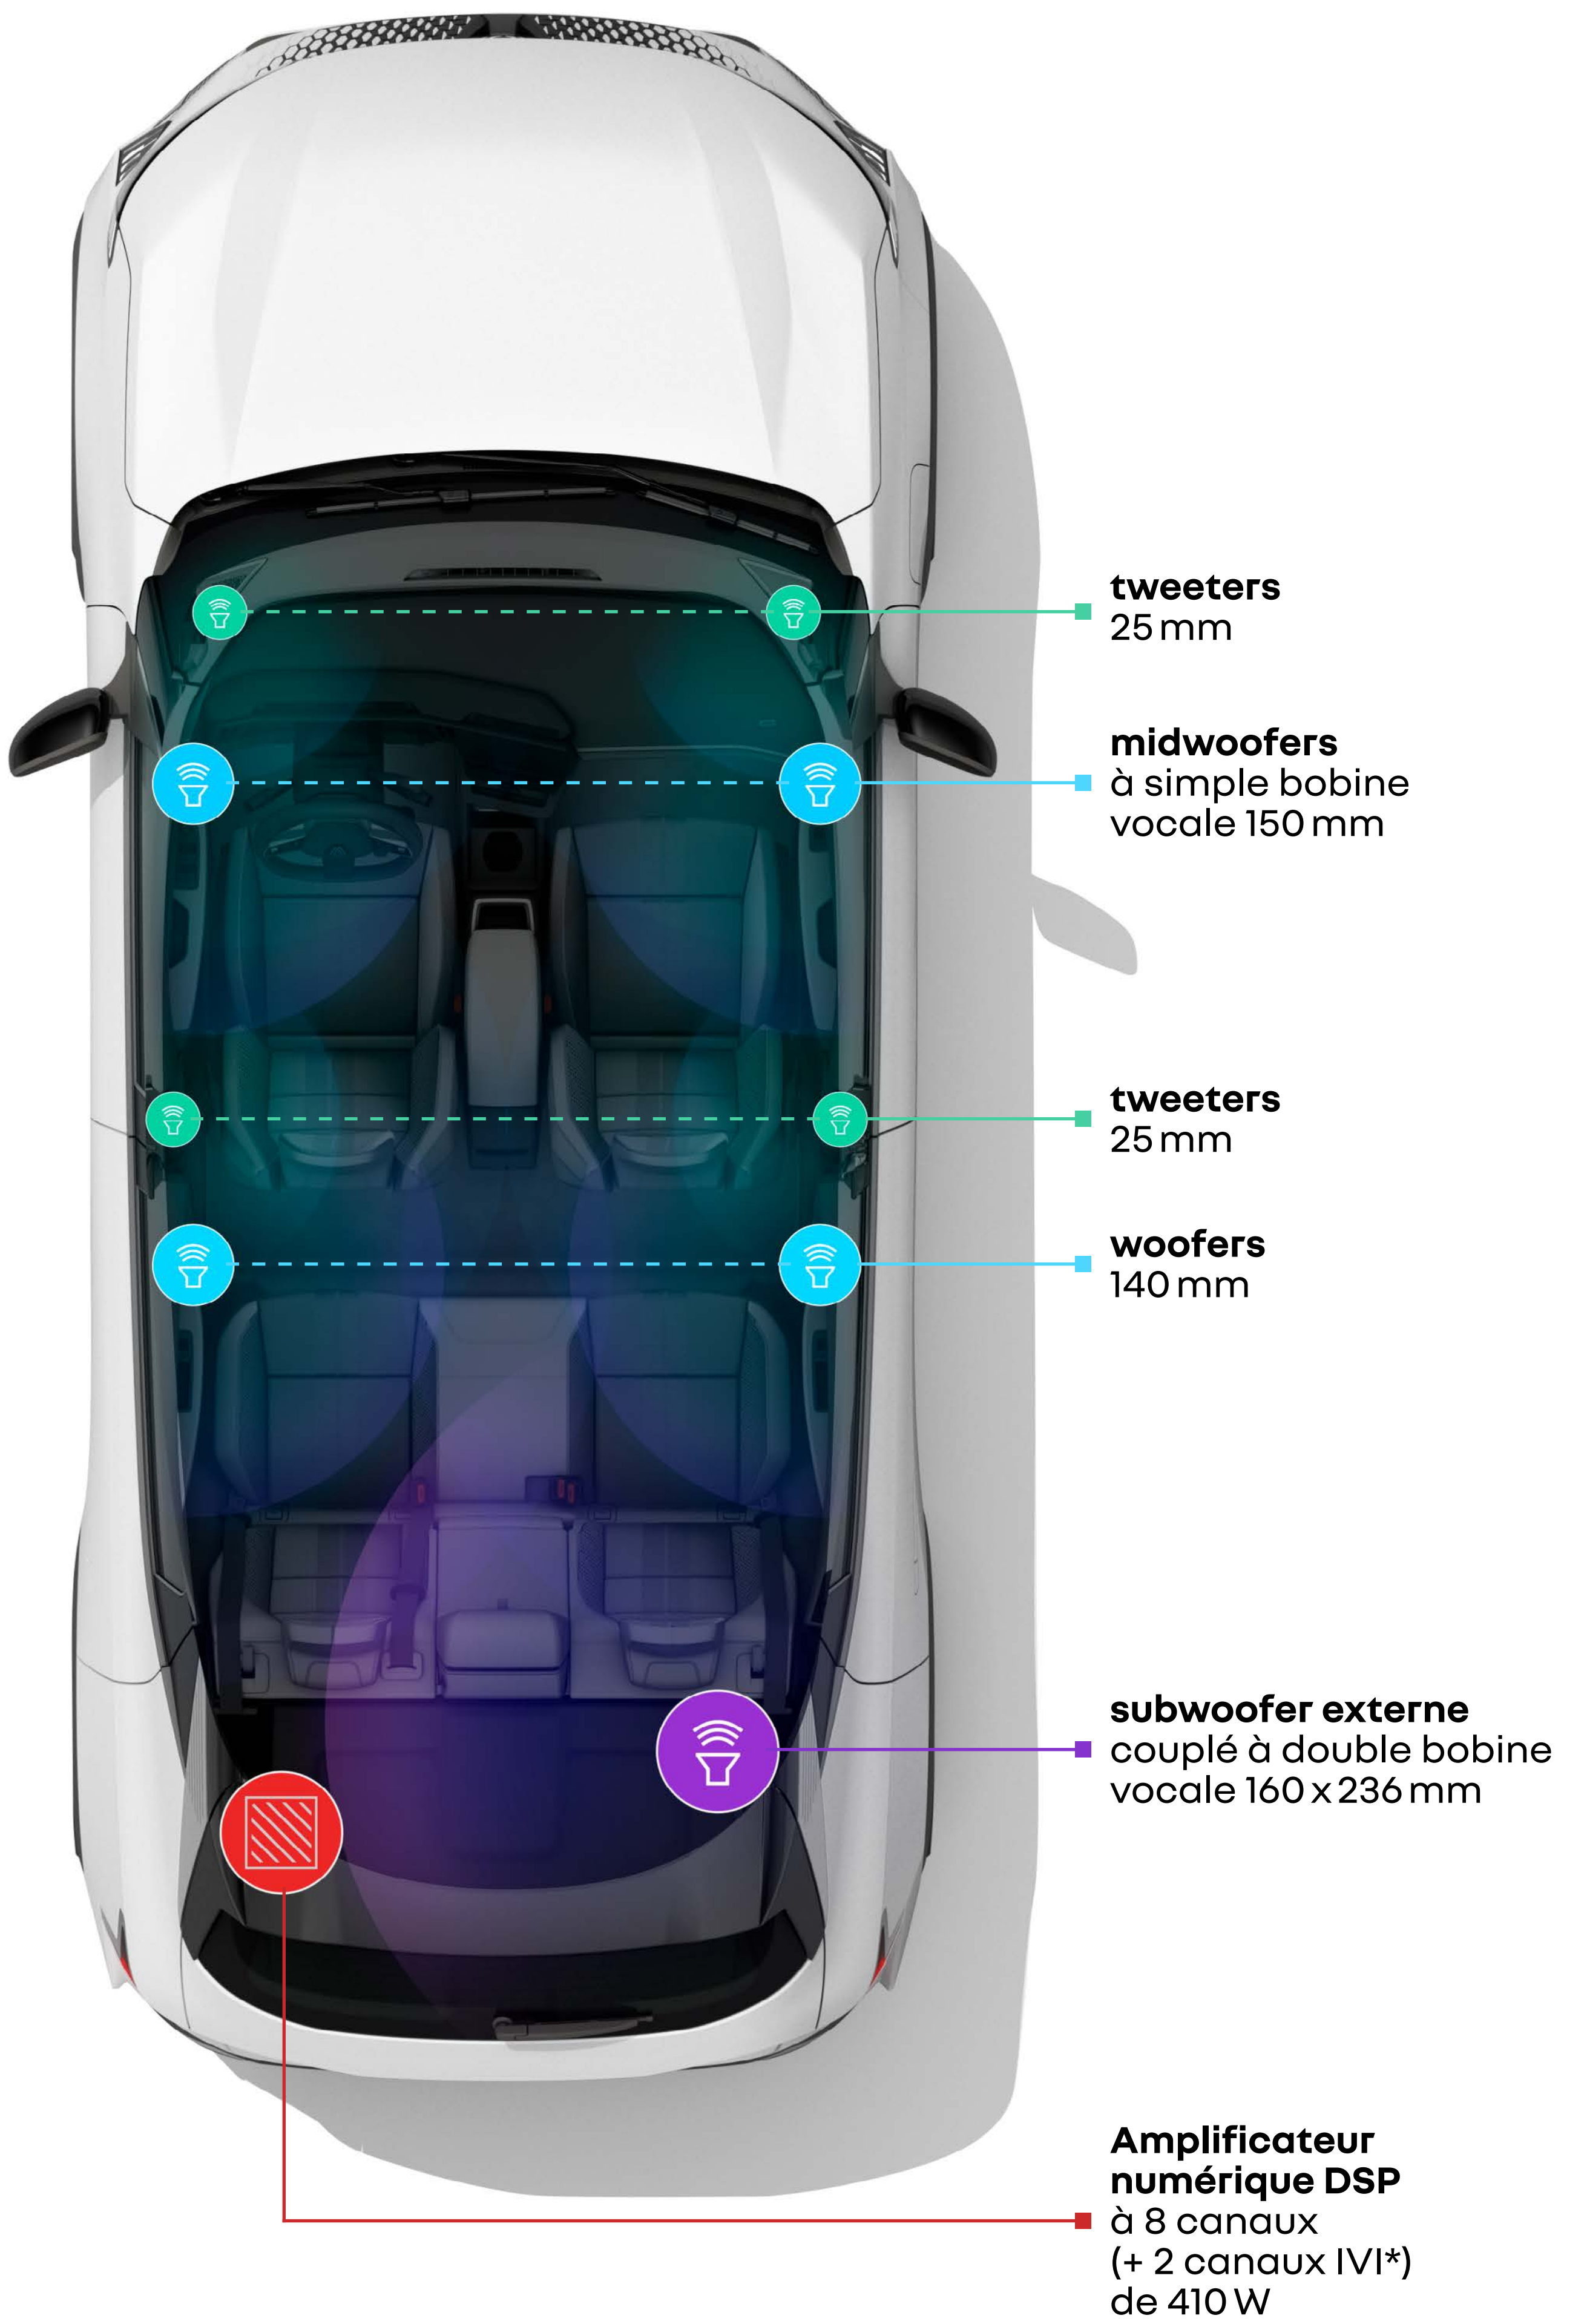 tweeters
25 mm
midwoofers
à simple bobine
vocale 150 mm
tweeters
25 mm
woofers
140 mm
subwoofer externe
couplé à double bobine
vocale 160 x 236 mm
Amplificateur
numérique DSP
à 8 canaux
(+ 2 canaux IVI*)
de 410 W